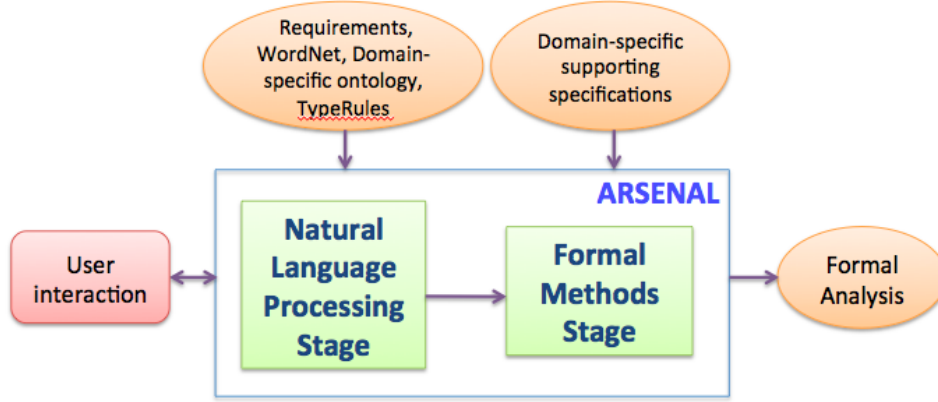 Requirements,
WordNet, Domain-
specific ontology,
TypeRules
Domain-specific
supporting
specifications
ARSENAL
User
interaction
Natural
Language
Processing
Stage
Formal
Methods
Stage
Formal
Analysis